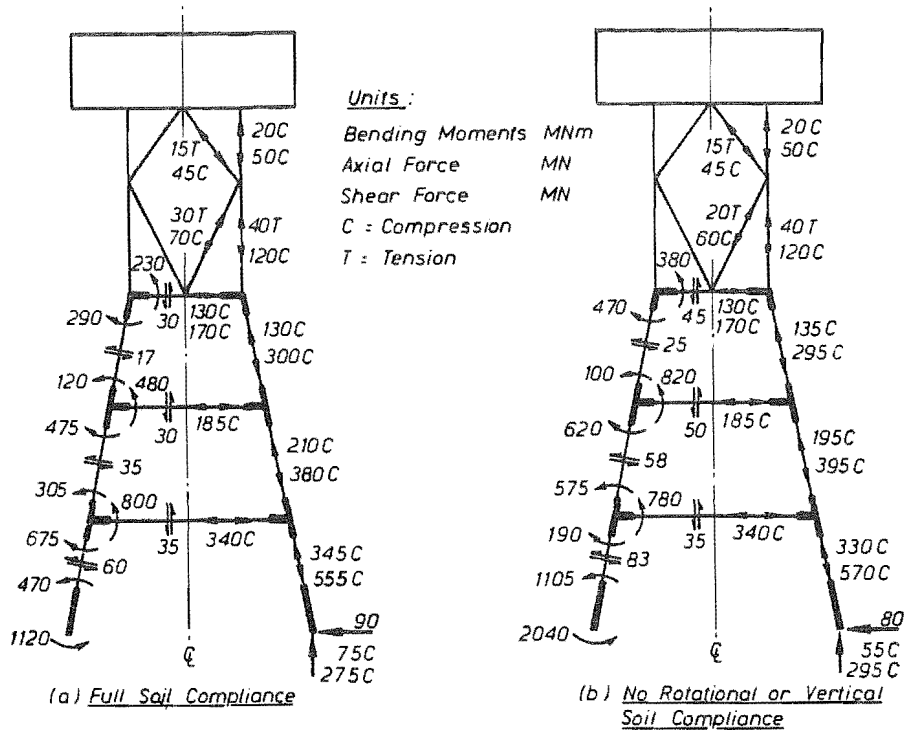 Units :
Bending Moments MNm
Axial Force MN
Shear Force MN
C = Compression
T = Tension
20C
50C
15T
45C
30T
70C
40T
120C
230
30
130C
170C
290
17
130C
300C
120
480
30
185C
475
35
210C
380C
305
800
35
340C
675
60
345C
555C
470
1120
90
75C
275C
(a) Full Soil Compliance
20C
50C
15T
45C
20T
60C
40T
120C
380
45
130C
170C
470
25
135C
295C
100
820
50
185C
620
58
195C
395C
575
780
35
340C
190
83
330C
570C
1105
2040
80
55C
295C
(b) No Rotational or Vertical
Soil Compliance